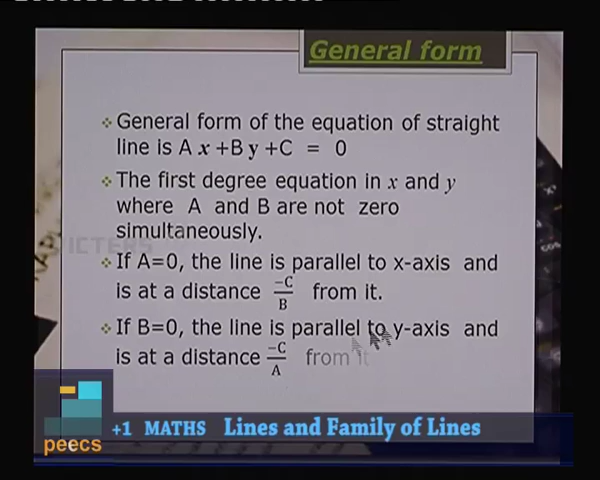 General form
General form of the equation of straight
line is A x +B y +C = 0
The first degree equation in x and y
where A and B are not zero
simultaneously.
VICTERS
If A=0, the line is parallel to x-axis and
is at a distance -C/B from it.
If B=0, the line is parallel to y-axis and
is at a distance -C/A from it
+1 MATHS Lines and Family of Lines
peecs